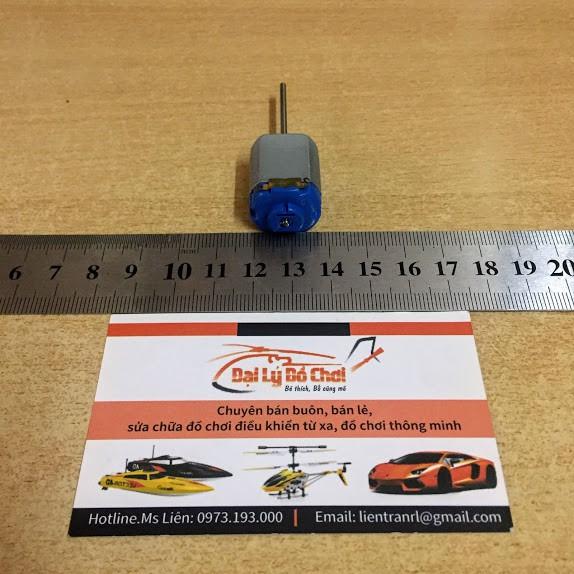 6 7 8 9 10 11 12 13 14 15 16 17 18 19 20
Đại Lý Đồ Chơi
Bé thích, Bố cũng mê
Chuyên bán buôn, bán lẻ,
sửa chữa đồ chơi điều khiển từ xa, đồ chơi thông minh
Hotline.Ms Liên: 0973.193.000 | Email: lientranrl@gmail.com